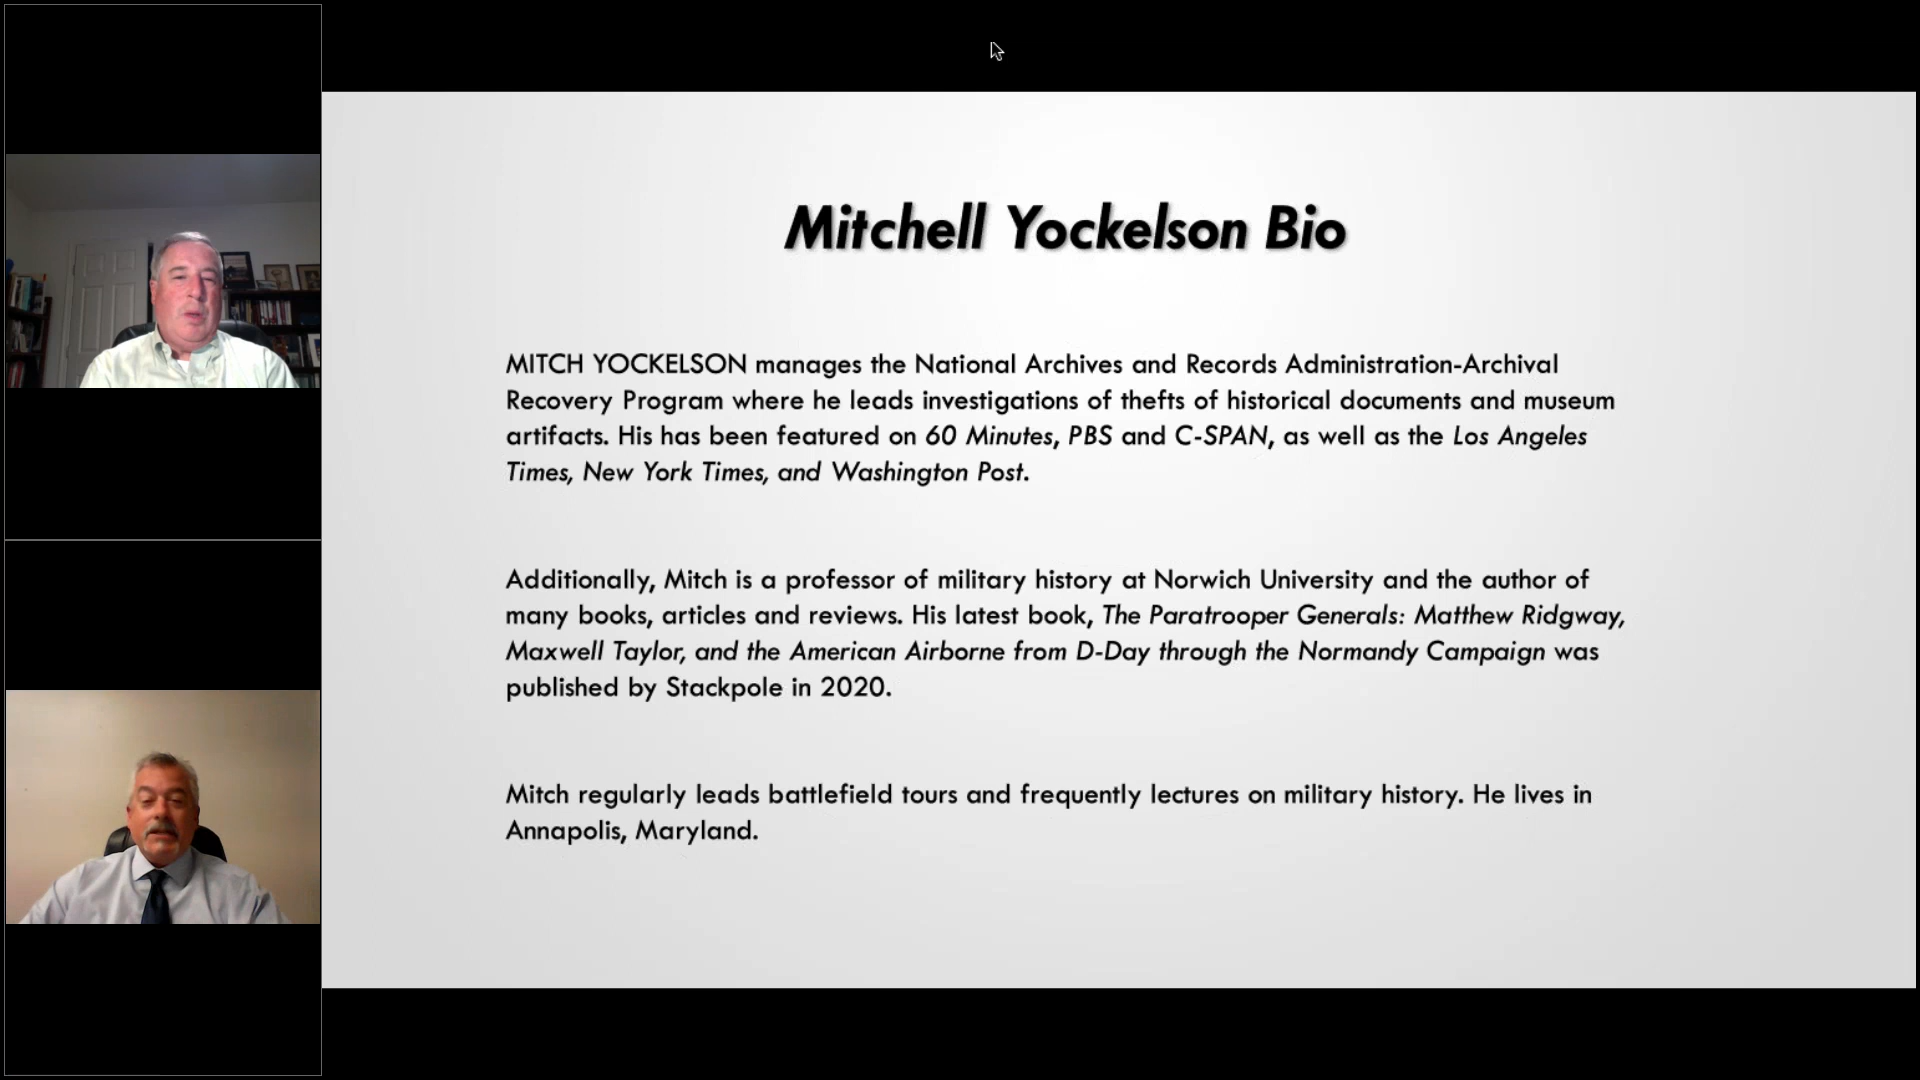 Mitchell Yockelson Bio
MITCH YOCKELSON manages the National Archives and Records Administration-Archival
Recovery Program where he leads investigations of thefts of historical documents and museum
artifacts. His has been featured on 60 Minutes, PBS and C-SPAN, as well as the Los Angeles
Times, New York Times, and Washington Post.
Additionally, Mitch is a professor of military history at Norwich University and the author of
many books, articles and reviews. His latest book, The Paratrooper Generals: Matthew Ridgway,
Maxwell Taylor, and the American Airborne from D-Day through the Normandy Campaign was
published by Stackpole in 2020.
Mitch regularly leads battlefield tours and frequently lectures on military history. He lives in
Annapolis, Maryland.